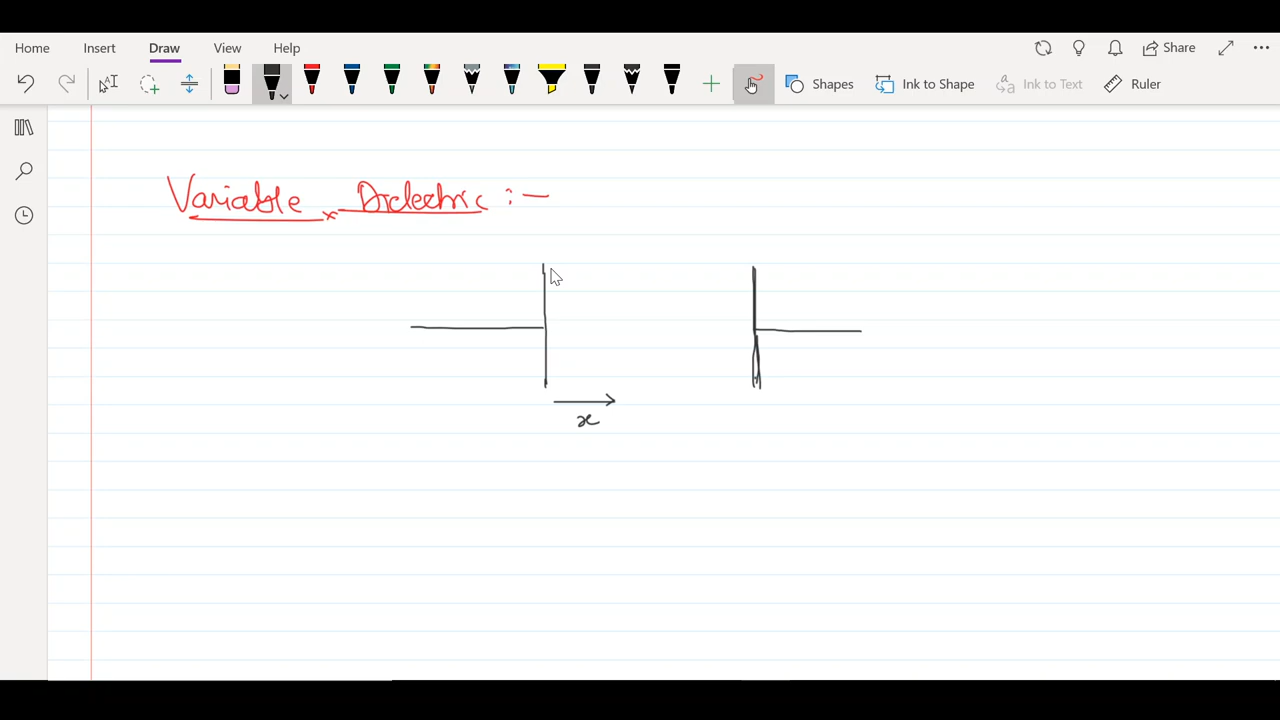 Home Insert Draw View Help Share
Shapes Ink to Shape Ink to Text Ruler
Variable Dielectric :-
x